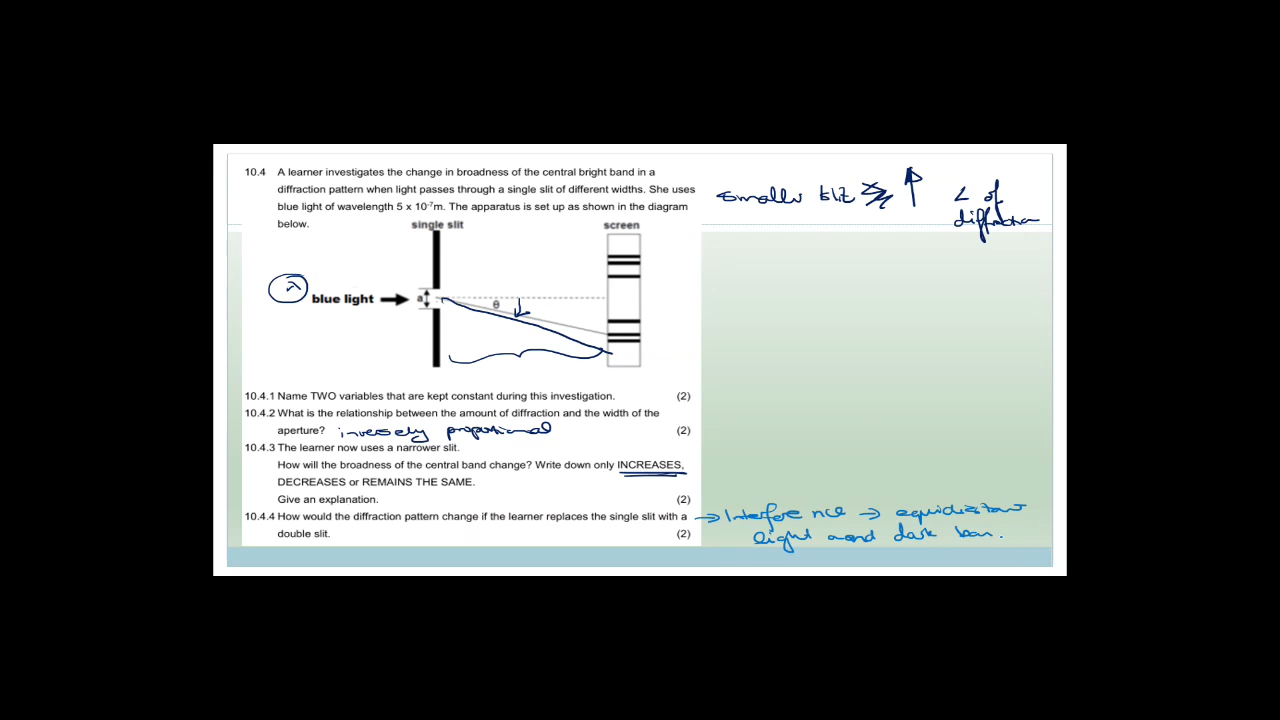 10.4 A learner investigates the change in broadness of the central bright band in a
diffraction pattern when light passes through a single slit of different widths. She uses
blue light of wavelength 5 x 10⁻⁷m. The apparatus is set up as shown in the diagram
below.
smaller slit
∠ of
diffraction
single slit
screen
λ
blue light
a
θ
10.4.1 Name TWO variables that are kept constant during this investigation. (2)
10.4.2 What is the relationship between the amount of diffraction and the width of the
aperture? inversely proportional (2)
10.4.3 The learner now uses a narrower slit.
How will the broadness of the central band change? Write down only INCREASES,
DECREASES or REMAINS THE SAME.
Give an explanation. (2)
10.4.4 How would the diffraction pattern change if the learner replaces the single slit with a
double slit. (2)
→ Interference → equidistant
light and dark ban.